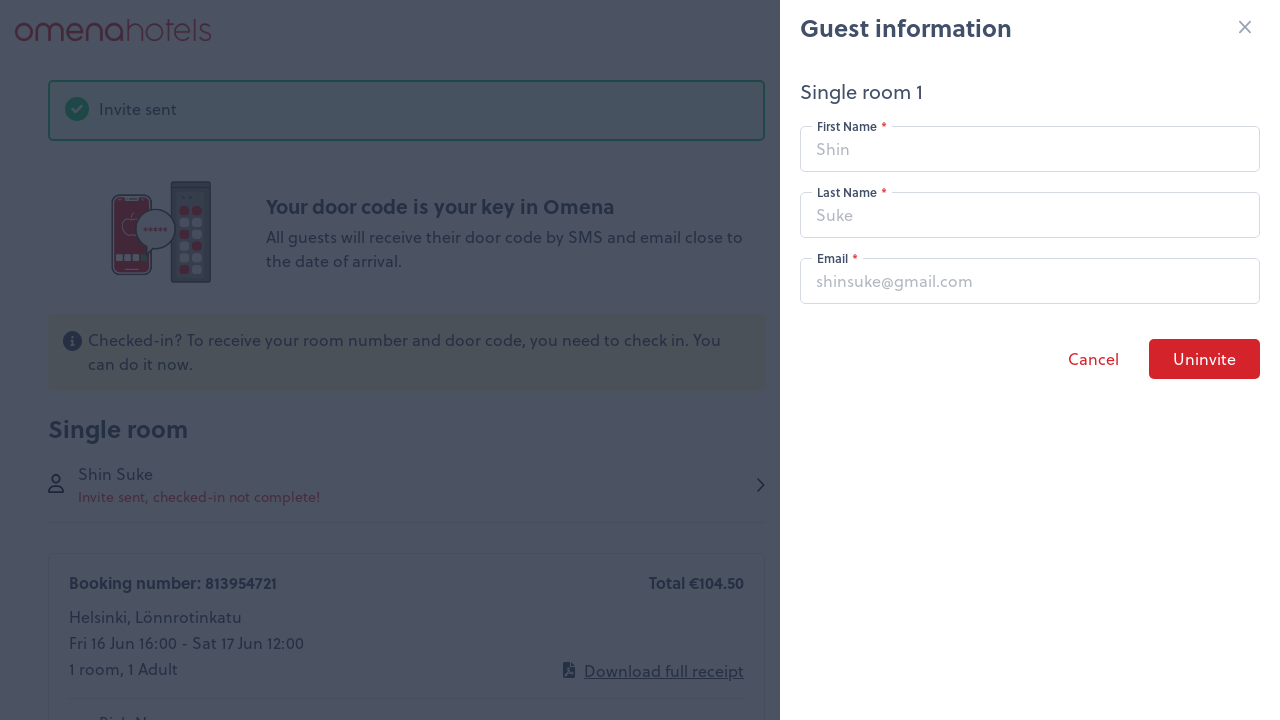 omenahotels
Invite sent
*****
Your door code is your key in Omena
All guests will receive their door code by SMS and email close to
the date of arrival.
Checked-in? To receive your room number and door code, you need to check in. You
can do it now.
Single room
Shin Suke
Invite sent, checked-in not complete!
Booking number: 813954721
Total €104.50
Helsinki, Lönnrotinkatu
Fri 16 Jun 16:00 - Sat 17 Jun 12:00
1 room, 1 Adult
Download full receipt
Guest information
Single room 1
First Name *
Shin
Last Name *
Suke
Email *
shinsuke@gmail.com
Cancel
Uninvite